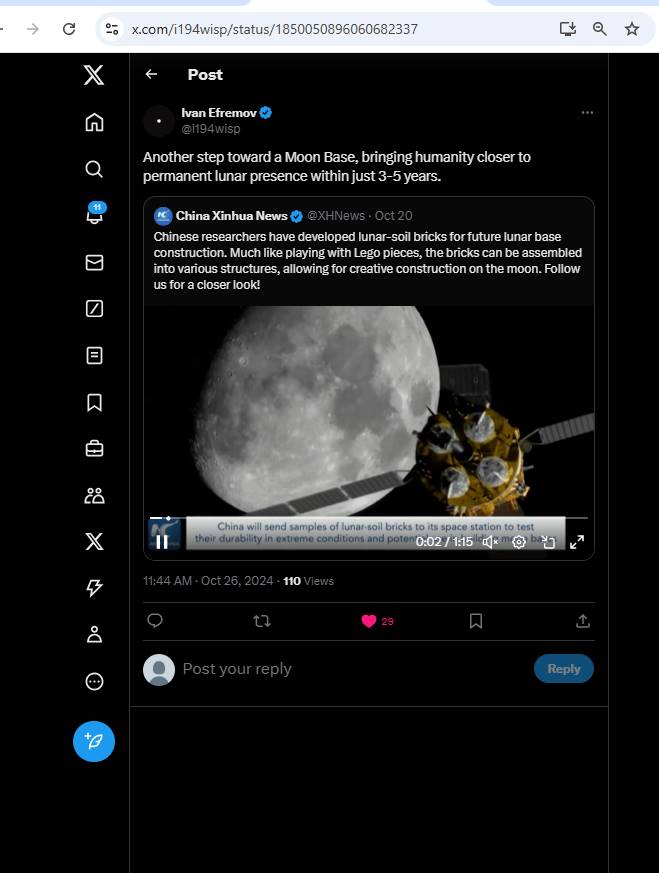 x.com/i194wisp/status/1850050896060682337
Post
Ivan Efremov
@i194wisp
Another step toward a Moon Base, bringing humanity closer to
permanent lunar presence within just 3-5 years.
China Xinhua News @XHNews · Oct 20
Chinese researchers have developed lunar-soil bricks for future lunar base
construction. Much like playing with Lego pieces, the bricks can be assembled
into various structures, allowing for creative construction on the moon. Follow
us for a closer look!
China will send samples of lunar-soil bricks to its space station to test
their durability in extreme conditions and
0:02 / 1:15
11:44 AM · Oct 26, 2024 · 110 Views
29
Post your reply
Reply
11